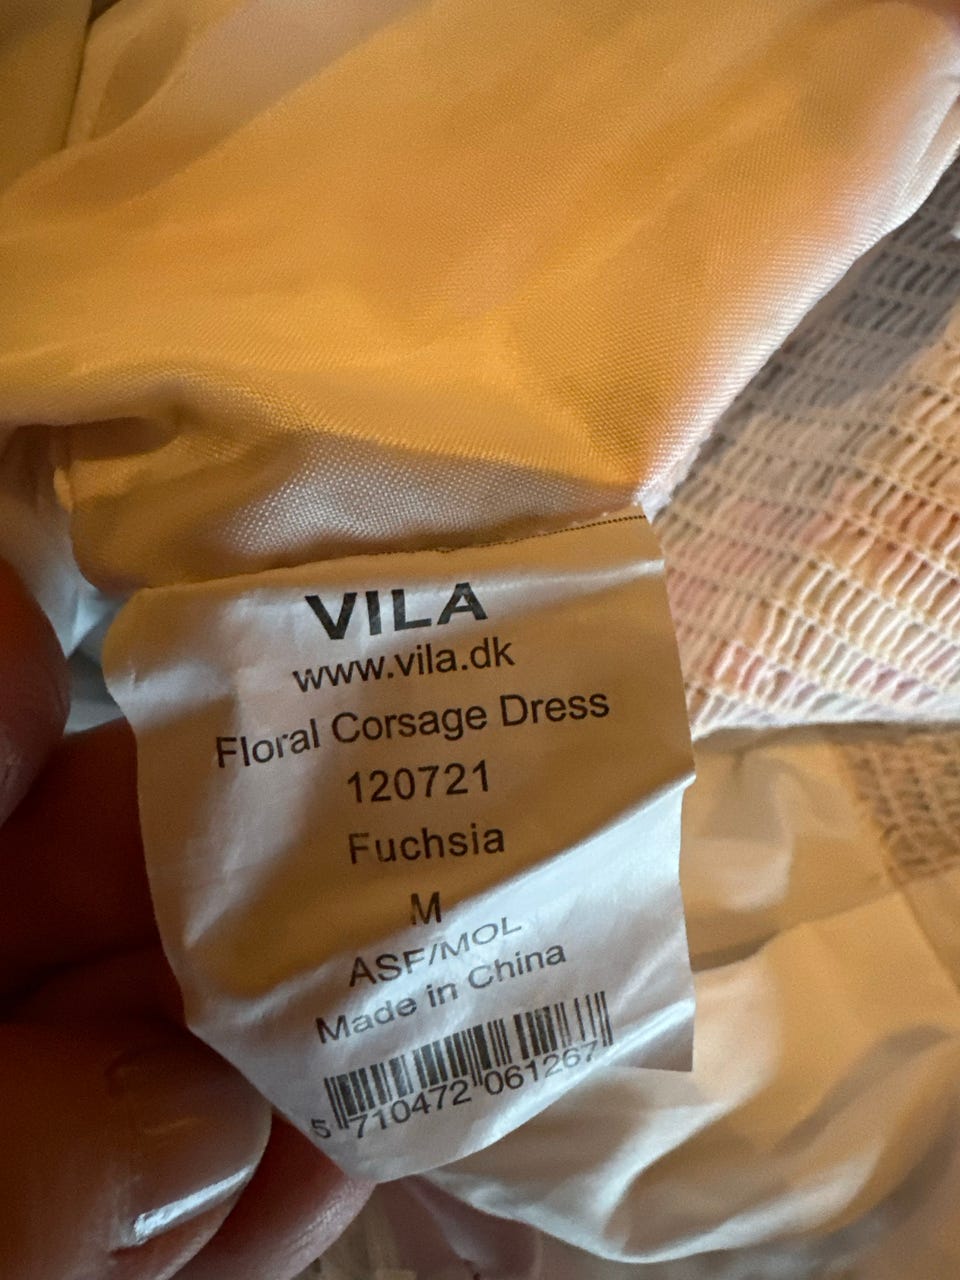 VILA
www.vila.dk
Floral Corsage Dress
120721
Fuchsia
M
ASF/MOL
Made in China
5 710472 061267